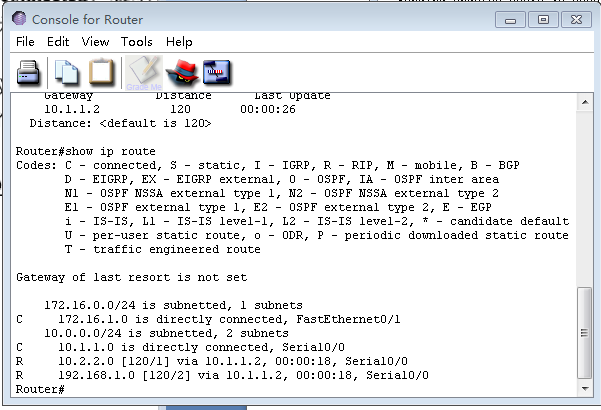 Console for Router
File Edit View Tools Help
Grade Me
Gateway Distance Last Update
10.1.1.2 120 00:00:26
Distance: <default is 120>
Router#show ip route
Codes: C - connected, S - static, I - IGRP, R - RIP, M - mobile, B - BGP
D - EIGRP, EX - EIGRP external, O - OSPF, IA - OSPF inter area
N1 - OSPF NSSA external type 1, N2 - OSPF NSSA external type 2
E1 - OSPF external type 1, E2 - OSPF external type 2, E - EGP
i - IS-IS, L1 - IS-IS level-1, L2 - IS-IS level-2, * - candidate default
U - per-user static route, o - ODR, P - periodic downloaded static route
T - traffic engineered route
Gateway of last resort is not set
172.16.0.0/24 is subnetted, 1 subnets
C 172.16.1.0 is directly connected, FastEthernet0/1
10.0.0.0/24 is subnetted, 2 subnets
C 10.1.1.0 is directly connected, Serial0/0
R 10.2.2.0 [120/1] via 10.1.1.2, 00:00:18, Serial0/0
R 192.168.1.0 [120/2] via 10.1.1.2, 00:00:18, Serial0/0
Router#